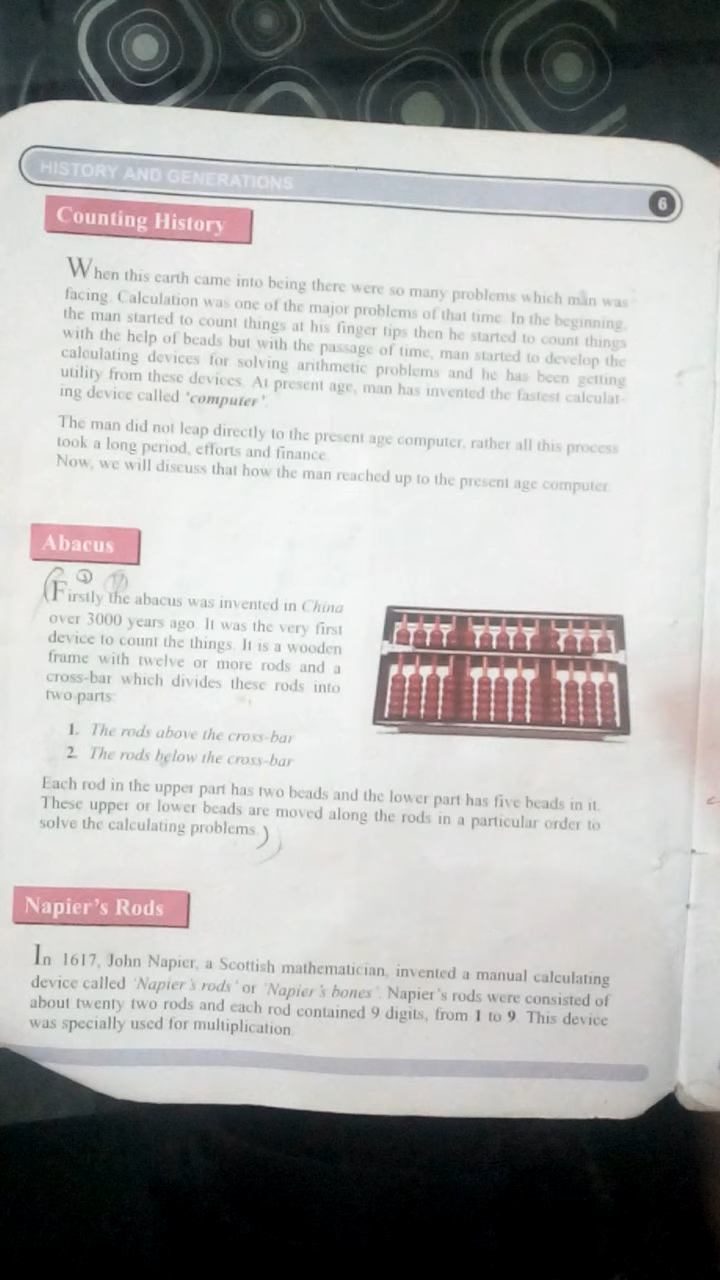 HISTORY AND GENERATIONS
6
Counting History
When this earth came into being there were so many problems which man was
facing. Calculation was one of the major problems of that time. In the beginning,
the man started to count things at his finger tips then he started to count things
with the help of beads but with the passage of time, man started to develop the
calculating devices for solving arithmetic problems and he has been getting
utility from these devices. At present age, man has invented the fastest calculat-
ing device called 'computer'.
The man did not leap directly to the present age computer, rather all this process
took a long period, efforts and finance.
Now, we will discuss that how the man reached up to the present age computer.
Abacus
Firstly the abacus was invented in China
over 3000 years ago. It was the very first
device to count the things. It is a wooden
frame with twelve or more rods and a
cross-bar which divides these rods into
two parts:
1. The rods above the cross-bar
2. The rods below the cross-bar
Each rod in the upper part has two beads and the lower part has five beads in it.
These upper or lower beads are moved along the rods in a particular order to
solve the calculating problems.
Napier's Rods
In 1617, John Napier, a Scottish mathematician, invented a manual calculating
device called 'Napier's rods' or 'Napier's bones'. Napier's rods were consisted of
about twenty two rods and each rod contained 9 digits, from 1 to 9. This device
was specially used for multiplication.